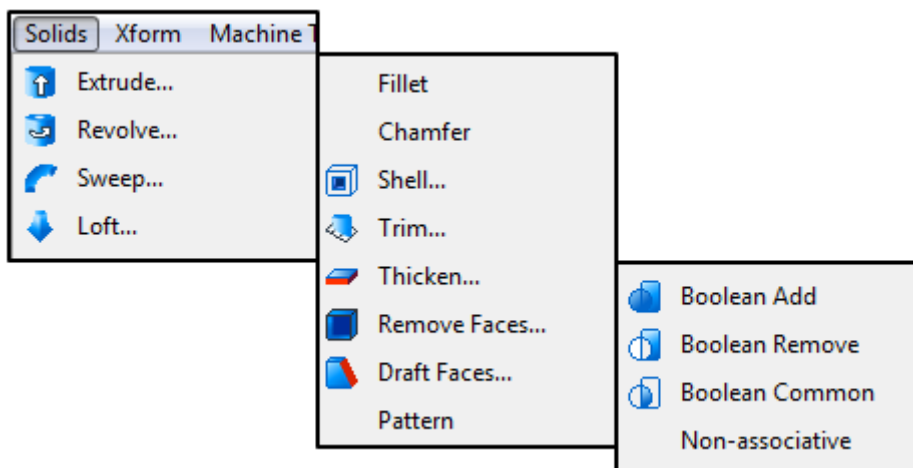 Solids Xform Machine T
Extrude...
Revolve...
Sweep...
Loft...
Fillet
Chamfer
Shell...
Trim...
Thicken...
Remove Faces...
Draft Faces...
Pattern
Boolean Add
Boolean Remove
Boolean Common
Non-associative